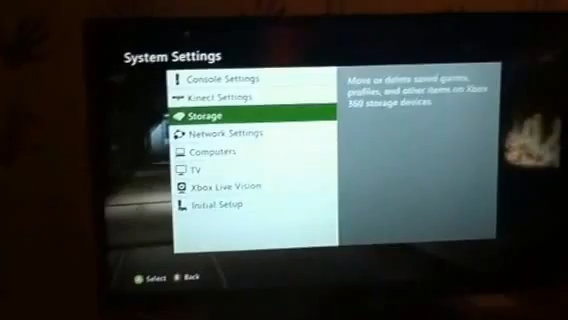 System Settings
Console Settings
Kinect Settings
Storage
Network Settings
Computers
TV
Xbox Live Vision
Initial Setup
Move or delete saved games,
profiles, and other items on Xbox
360 storage devices.
A Select B Back